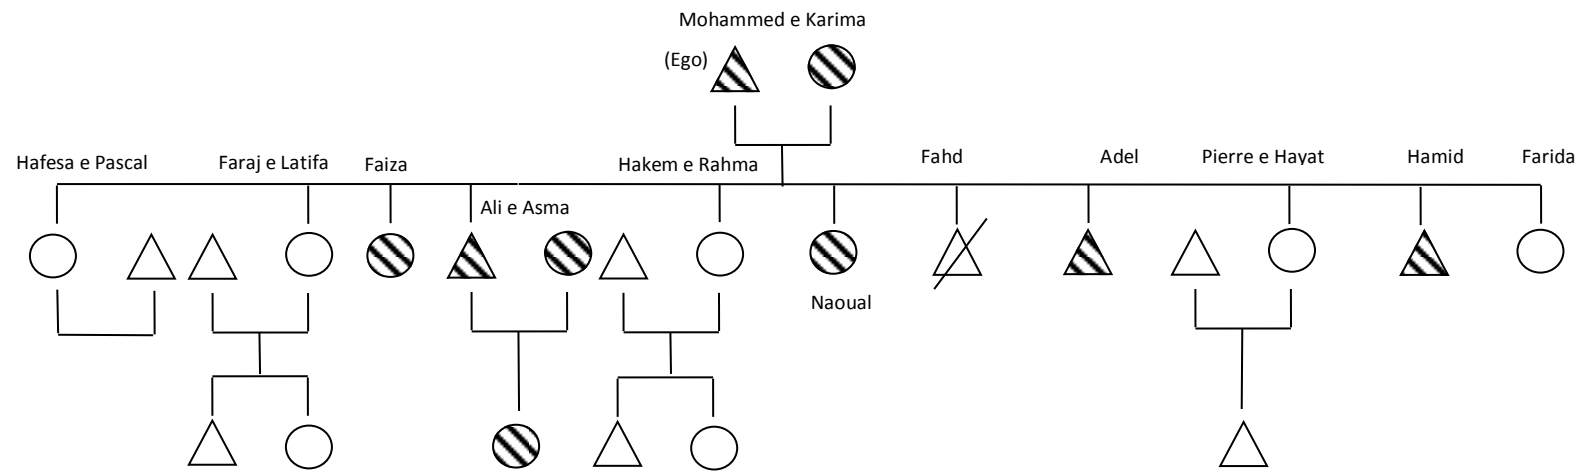 Mohammed e Karima
(Ego)
Hafesa e Pascal
Faraj e Latifa
Faiza
Hakem e Rahma
Fahd
Adel
Pierre e Hayat
Hamid
Farida
Ali e Asma
Naoual